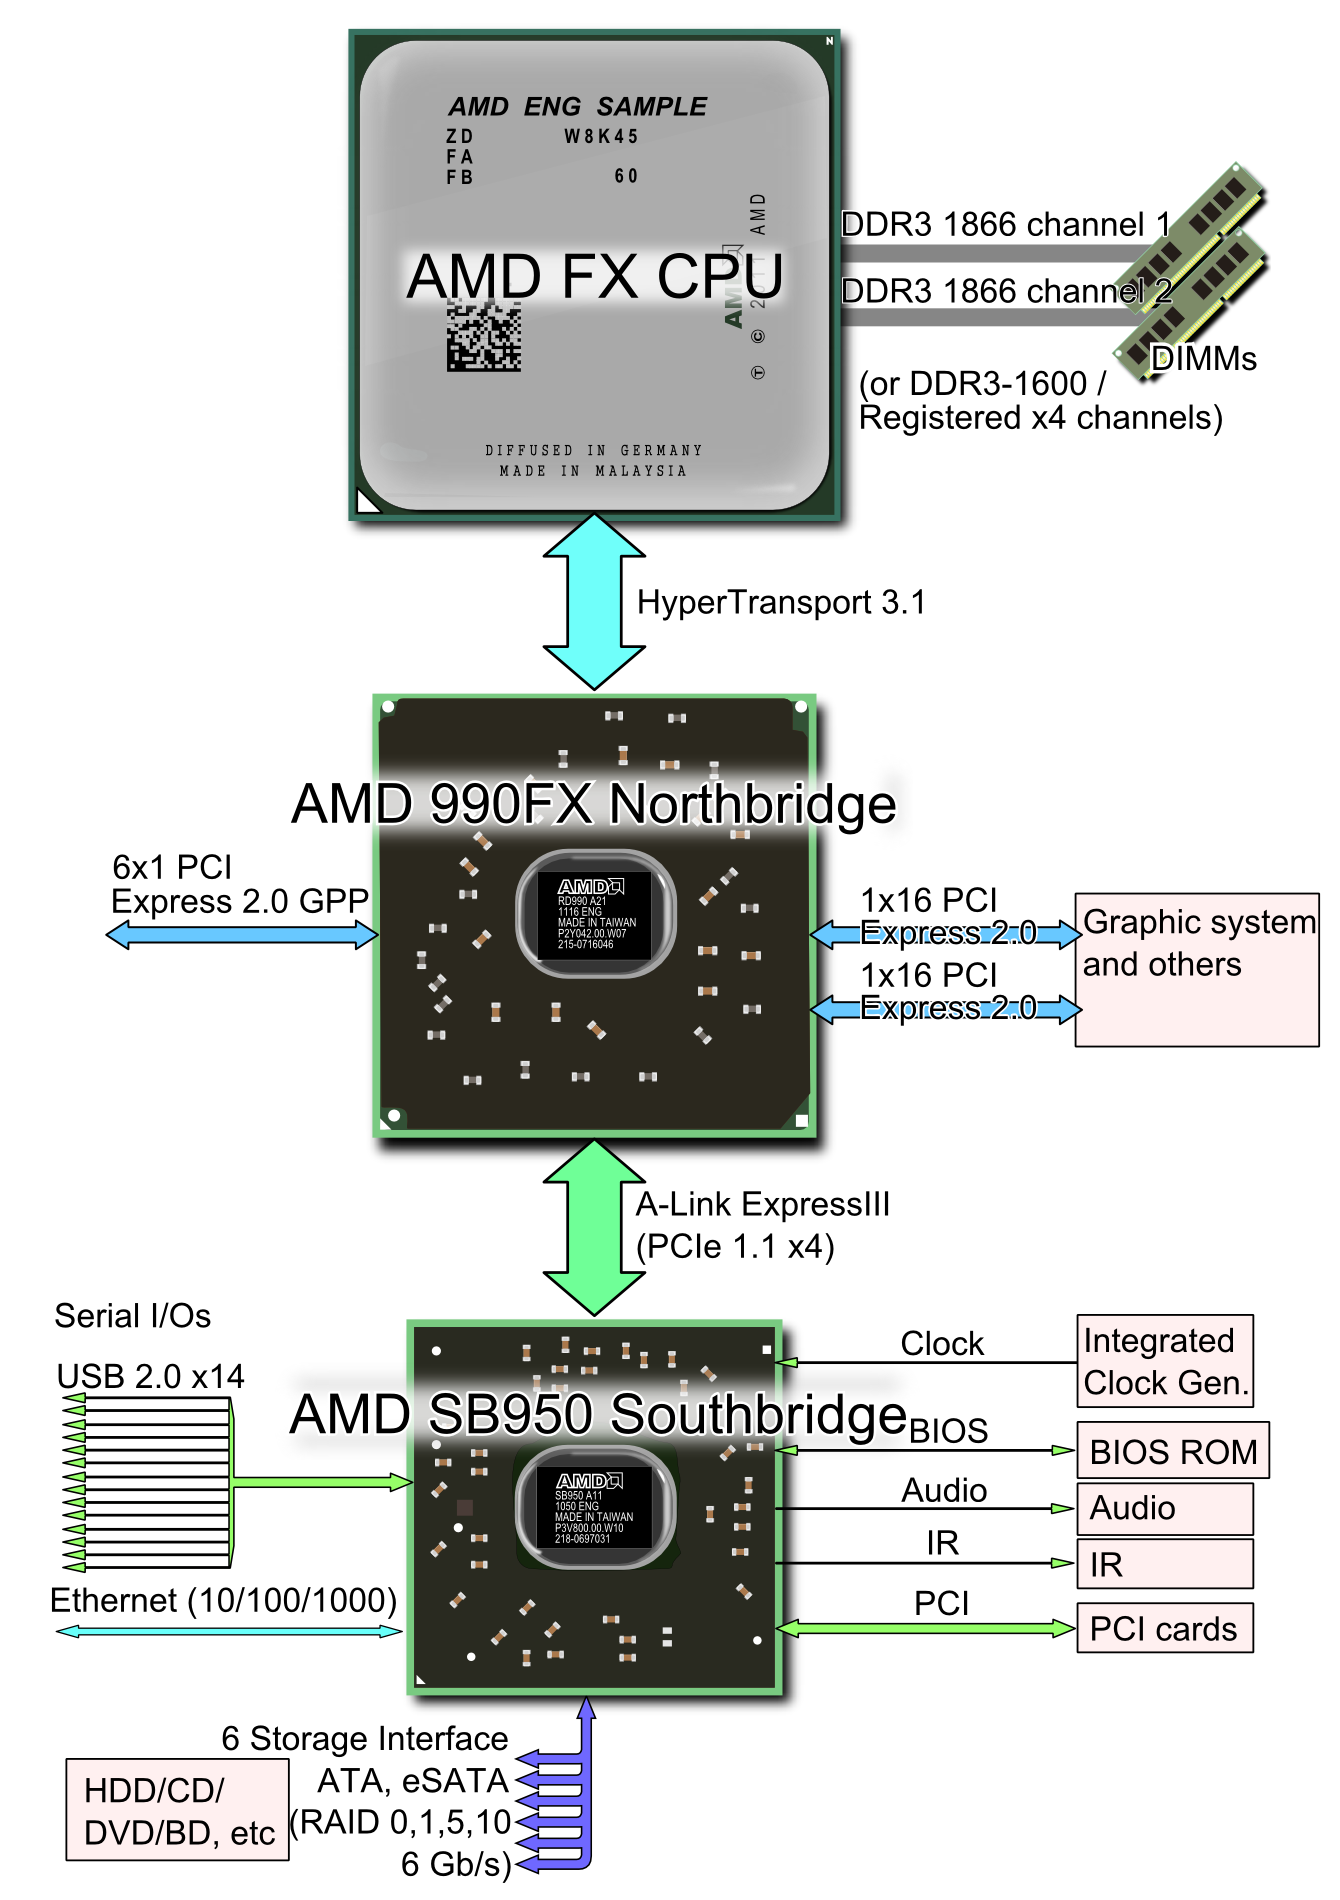 N
AMD ENG SAMPLE
ZD W8K45
FA
FB 60
AMD FX CPU
Ⓣ © 2011 AMD
AMD
DIFFUSED IN GERMANY
MADE IN MALAYSIA
DDR3 1866 channel 1
DDR3 1866 channel 2
DIMMs
(or DDR3-1600 /
Registered x4 channels)
HyperTransport 3.1
AMD 990FX Northbridge
AMD
RD990 A21
1116 ENG
MADE IN TAIWAN
P2Y042.00.W07
215-0716046
6x1 PCI
Express 2.0 GPP
1x16 PCI
Express 2.0
1x16 PCI
Express 2.0
Graphic system
and others
A-Link ExpressIII
(PCIe 1.1 x4)
Serial I/Os
USB 2.0 x14
Ethernet (10/100/1000)
AMD SB950 Southbridge
AMD
SB950 A11
1050 ENG
MADE IN TAIWAN
P3V800.00.W10
218-0697031
Clock
Integrated
Clock Gen.
BIOS
BIOS ROM
Audio
Audio
IR
IR
PCI
PCI cards
6 Storage Interface
ATA, eSATA
(RAID 0,1,5,10
6 Gb/s)
HDD/CD/
DVD/BD, etc